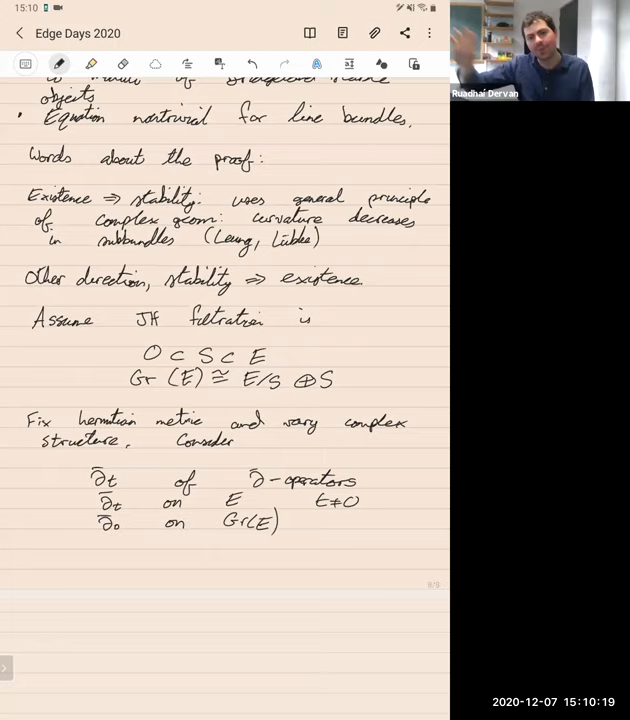 15:10
Edge Days 2020
Ruadhaí Dervan
objects
• Equation nontrivial for line bundles.
Words about the proof:
Existence ⇒ stability: uses general principle
of complex geom: curvature decreases
in subbundles (Leung, Lübke)
Other direction, stability ⇒ existence.
Assume JH filtration is
O ⊂ S ⊂ E
Gr (E) ≅ E/S ⊕ S
Fix hermitian metric and vary complex
structure. Consider
∂̄t of ∂̄-operators
∂̄t on E t≠0
∂̄0 on Gr(E)
2020-12-07 15:10:19